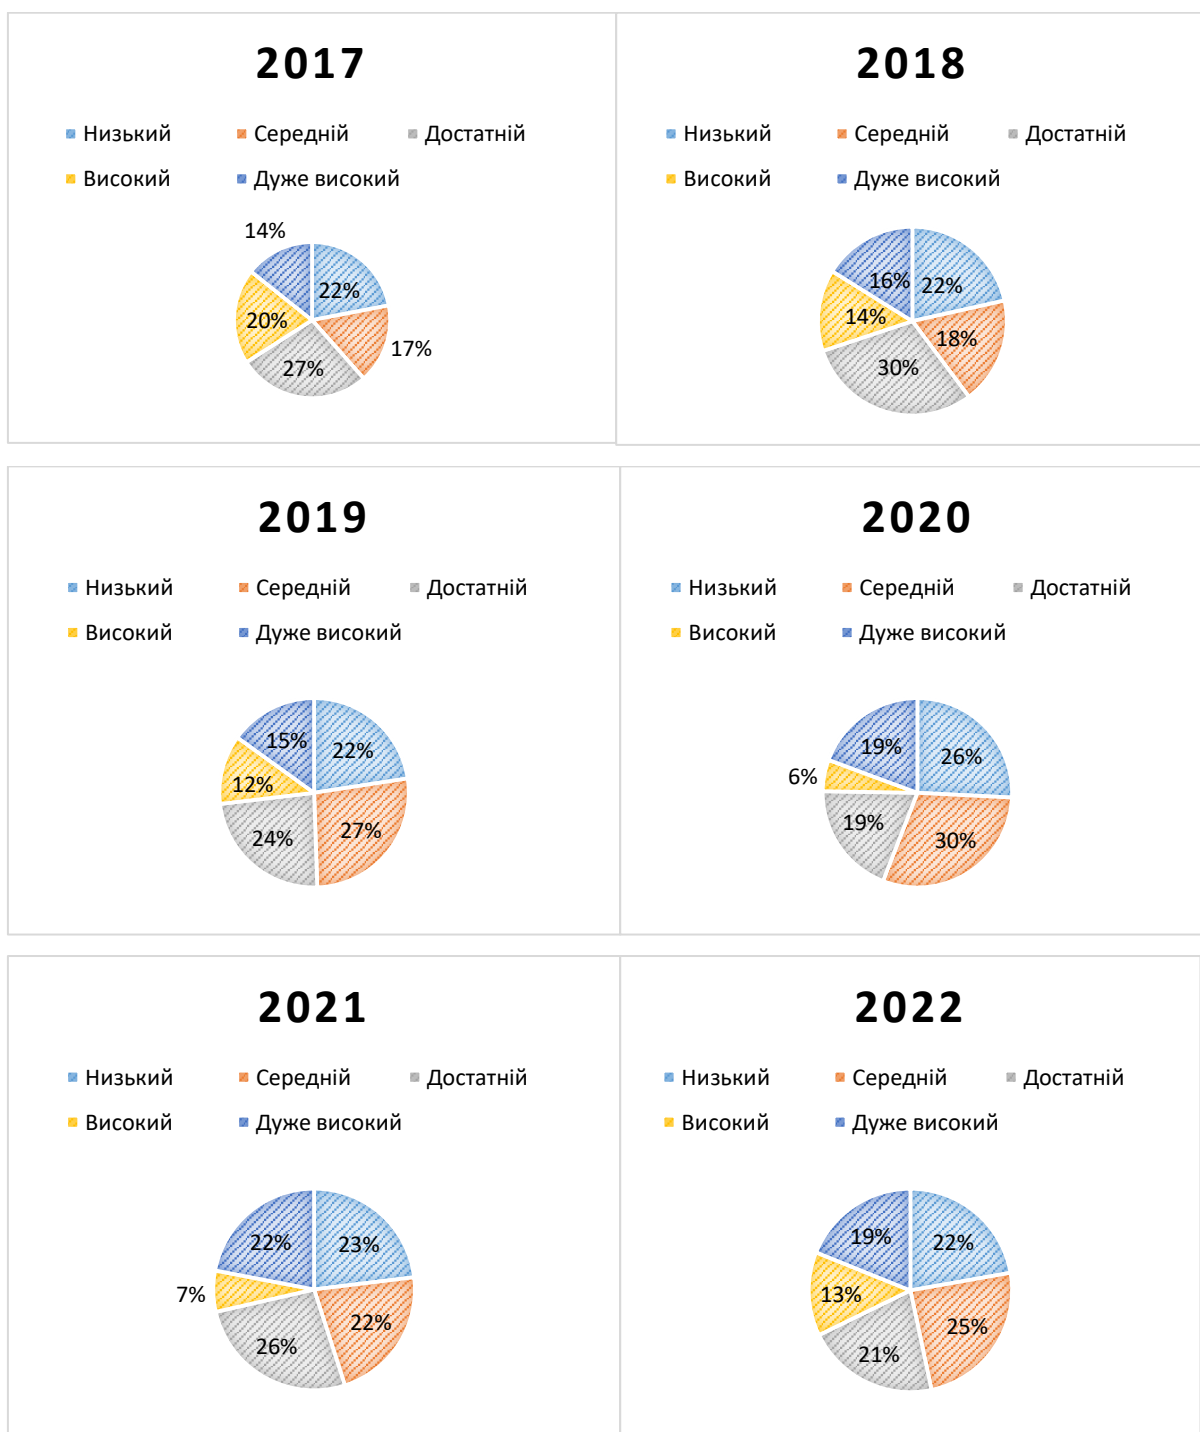 2017
Низький Середній Достатній
Високий Дуже високий
14%
22%
20%
17%
27%
2018
Низький Середній Достатній
Високий Дуже високий
16% 22%
14%
18%
30%
2019
Низький Середній Достатній
Високий Дуже високий
15% 22%
12%
24% 27%
2020
Низький Середній Достатній
Високий Дуже високий
19% 26%
6%
19%
30%
2021
Низький Середній Достатній
Високий Дуже високий
22% 23%
7%
22%
26%
2022
Низький Середній Достатній
Високий Дуже високий
19% 22%
13%
25%
21%